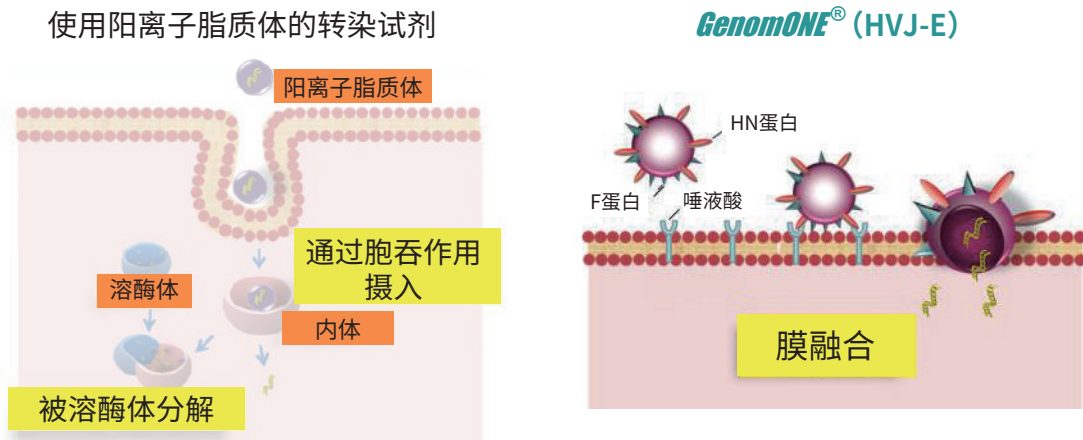 使用阳离子脂质体的转染试剂
阳离子脂质体
通过胞吞作用
摄入
溶酶体
内体
被溶酶体分解
GenomONE®（HVJ-E）
HN蛋白
F蛋白
唾液酸
膜融合